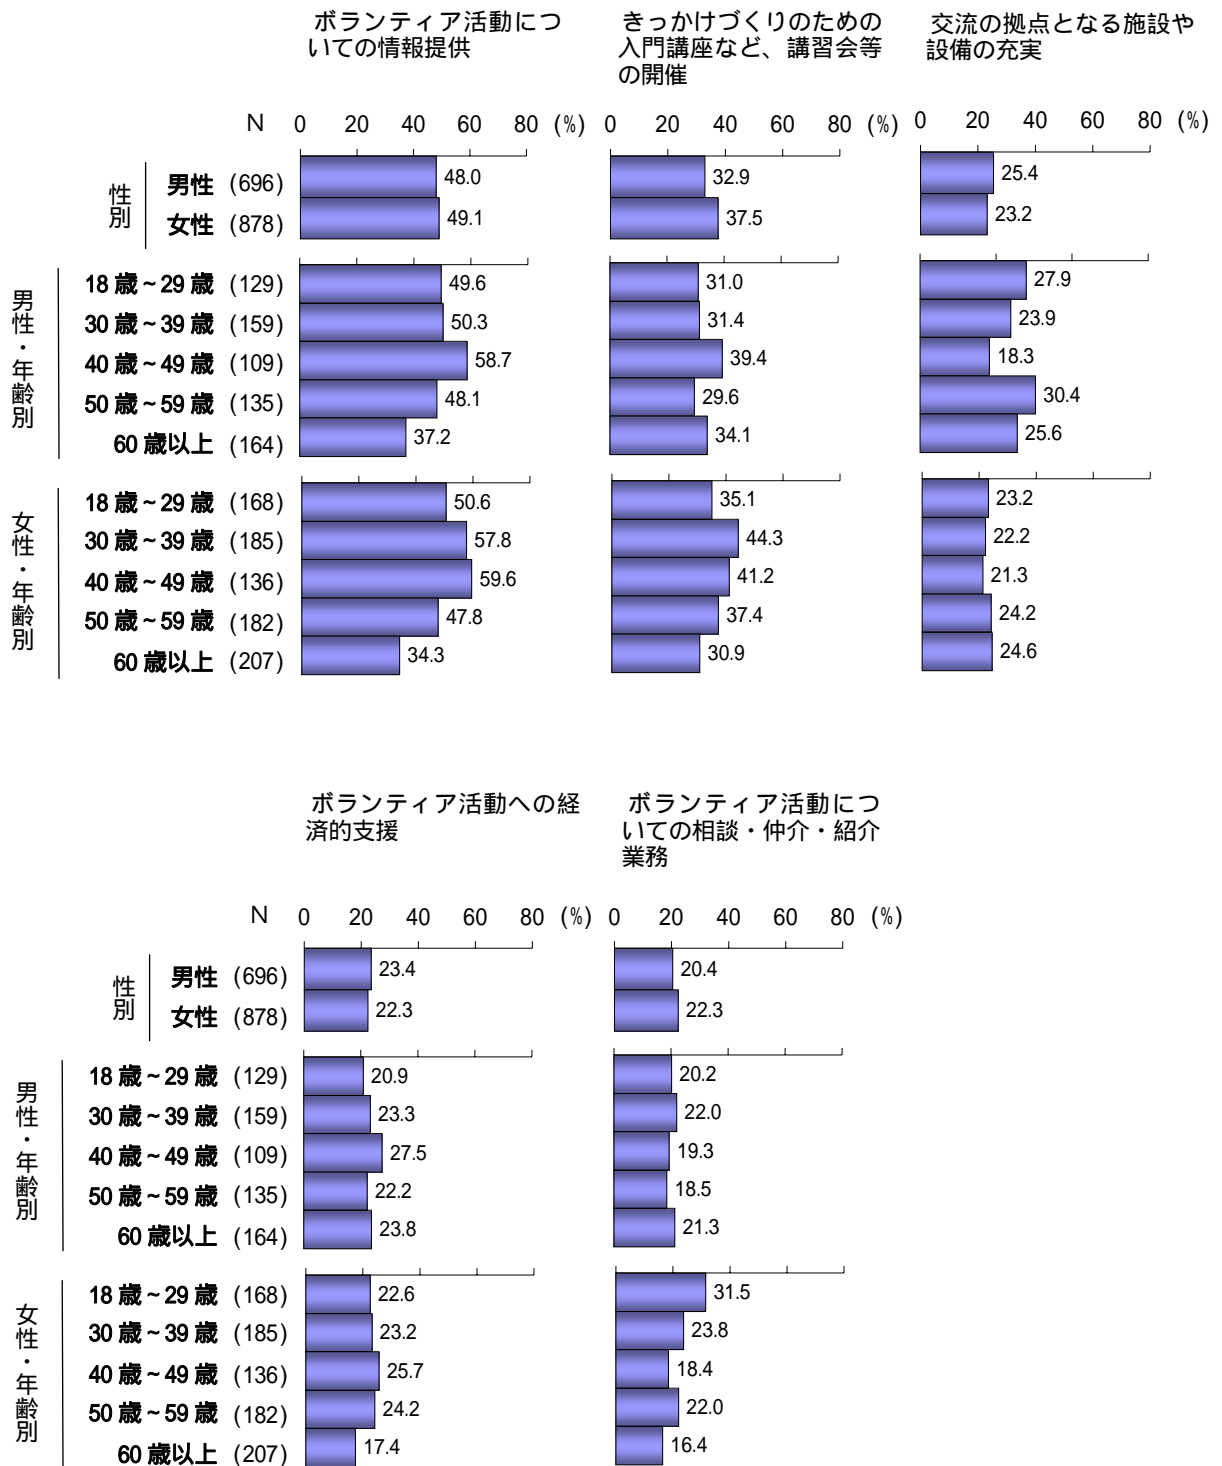 ボランティア活動につ
いての情報提供
きっかけづくりのための
入門講座など、講習会等
の開催
交流の拠点となる施設や
設備の充実
N 0 20 40 60 80 (%) 0 20 40 60 80 (%) 0 20 40 60 80 (%)
性別
男性 (696) 48.0 32.9 25.4
女性 (878) 49.1 37.5 23.2
男性・年齢別
18歳~29歳 (129) 49.6 31.0 27.9
30歳~39歳 (159) 50.3 31.4 23.9
40歳~49歳 (109) 58.7 39.4 18.3
50歳~59歳 (135) 48.1 29.6 30.4
60歳以上 (164) 37.2 34.1 25.6
女性・年齢別
18歳~29歳 (168) 50.6 35.1 23.2
30歳~39歳 (185) 57.8 44.3 22.2
40歳~49歳 (136) 59.6 41.2 21.3
50歳~59歳 (182) 47.8 37.4 24.2
60歳以上 (207) 34.3 30.9 24.6
ボランティア活動への経
済的支援
ボランティア活動につ
いての相談・仲介・紹介
業務
N 0 20 40 60 80 (%) 0 20 40 60 80 (%)
性別
男性 (696) 23.4 20.4
女性 (878) 22.3 22.3
男性・年齢別
18歳~29歳 (129) 20.9 20.2
30歳~39歳 (159) 23.3 22.0
40歳~49歳 (109) 27.5 19.3
50歳~59歳 (135) 22.2 18.5
60歳以上 (164) 23.8 21.3
女性・年齢別
18歳~29歳 (168) 22.6 31.5
30歳~39歳 (185) 23.2 23.8
40歳~49歳 (136) 25.7 18.4
50歳~59歳 (182) 24.2 22.0
60歳以上 (207) 17.4 16.4